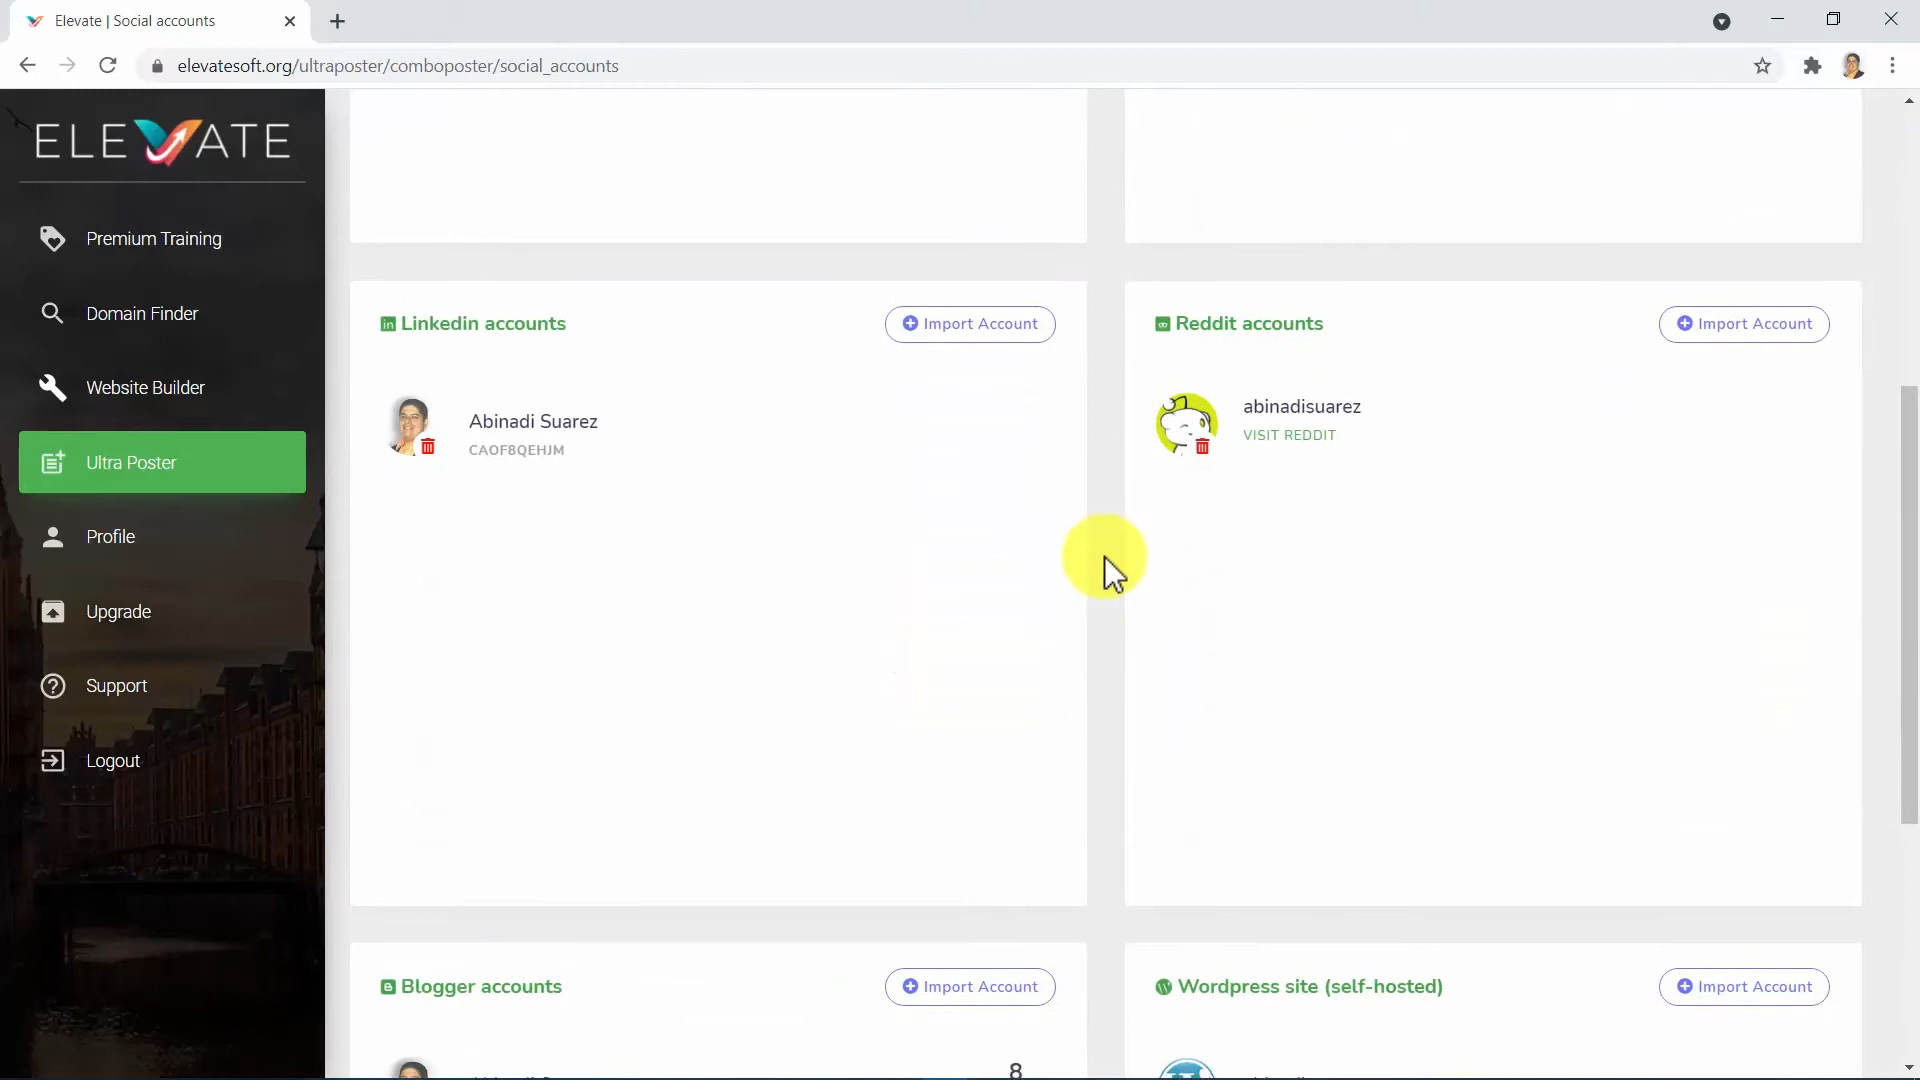 Elevate | Social accounts
elevatesoft.org/ultraposter/comboposter/social_accounts
ELEVATE
Premium Training
Domain Finder
Website Builder
Ultra Poster
Profile
Upgrade
Support
Logout
Linkedin accounts
Import Account
Abinadi Suarez
CAOF8QEHJM
Reddit accounts
Import Account
abinadisuarez
VISIT REDDIT
Blogger accounts
Import Account
8
Wordpress site (self-hosted)
Import Account